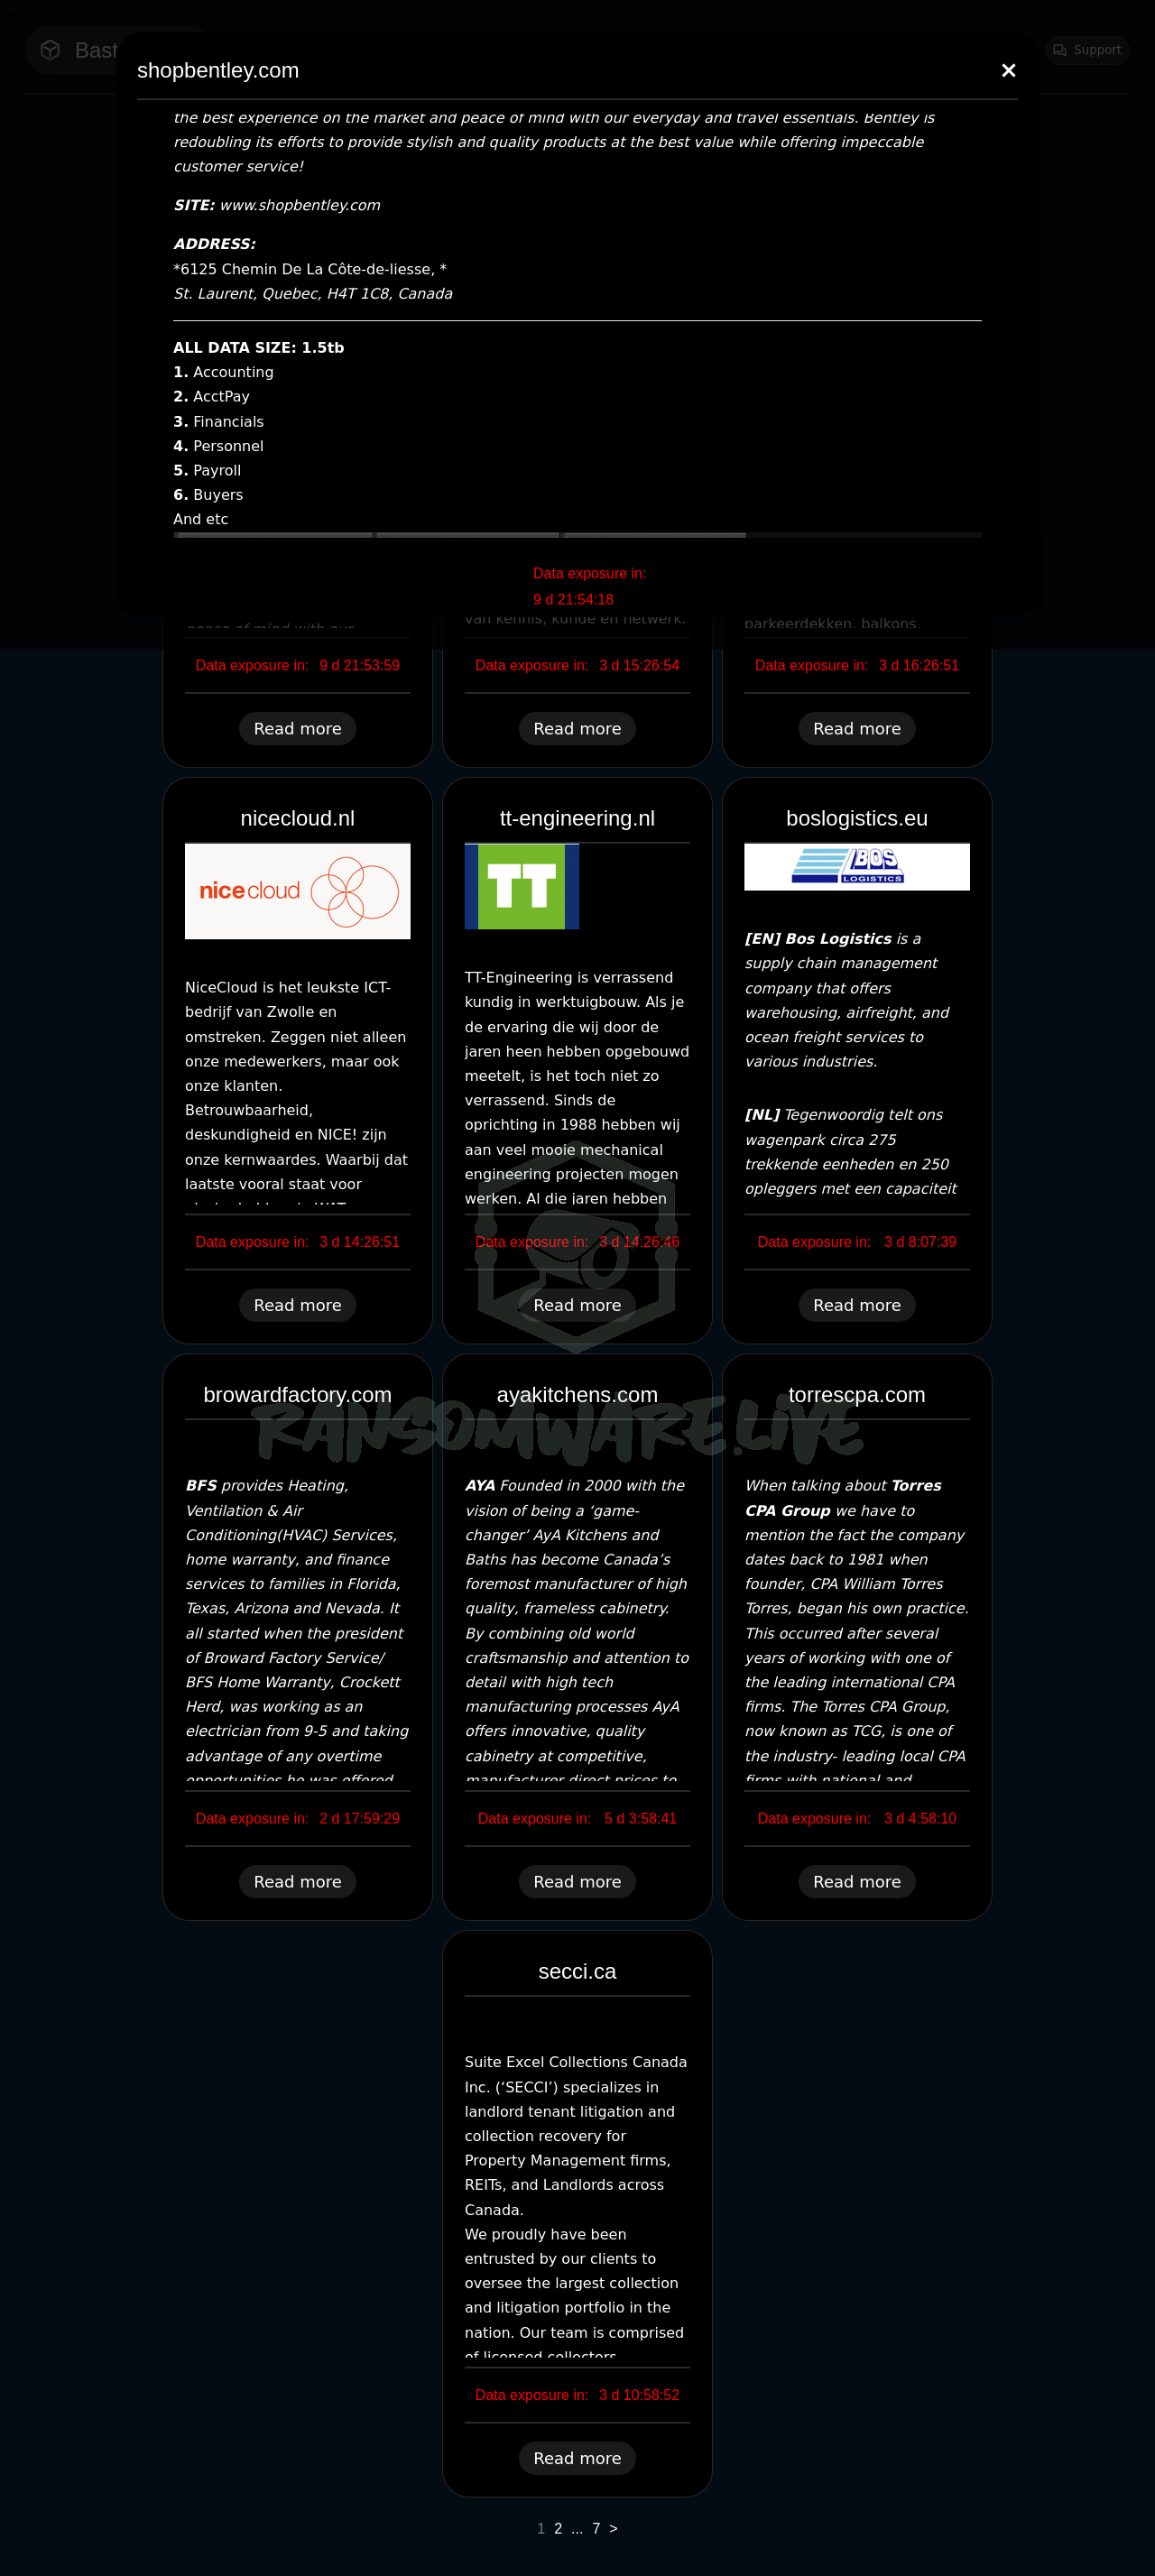 Bast
Support
shopbentley.com
the best experience on the market and peace of mind with our everyday and travel essentials. Bentley is
redoubling its efforts to provide stylish and quality products at the best value while offering impeccable
customer service!
SITE: www.shopbentley.com
ADDRESS:
*6125 Chemin De La Côte-de-liesse, *
St. Laurent, Quebec, H4T 1C8, Canada
ALL DATA SIZE: 1.5tb
1. Accounting
2. AcctPay
3. Financials
4. Personnel
5. Payroll
6. Buyers
And etc
Data exposure in:
9 d 21:54:18
peace of mind with our
van kennis, kunde en netwerk.
parkeerdekken, balkons,
Data exposure in: 9 d 21:53:59
Data exposure in: 3 d 15:26:54
Data exposure in: 3 d 16:26:51
Read more
Read more
Read more
nicecloud.nl
nice cloud
NiceCloud is het leukste ICT-
bedrijf van Zwolle en
omstreken. Zeggen niet alleen
onze medewerkers, maar ook
onze klanten.
Betrouwbaarheid,
deskundigheid en NICE! zijn
onze kernwaardes. Waarbij dat
laatste vooral staat voor
Data exposure in: 3 d 14:26:51
Read more
tt-engineering.nl
TT
TT-Engineering is verrassend
kundig in werktuigbouw. Als je
de ervaring die wij door de
jaren heen hebben opgebouwd
meetelt, is het toch niet zo
verrassend. Sinds de
oprichting in 1988 hebben wij
aan veel mooie mechanical
engineering projecten mogen
werken. Al die jaren hebben
Data exposure in: 3 d 14:26:46
Read more
boslogistics.eu
BOS
LOGISTICS
[EN] Bos Logistics is a
supply chain management
company that offers
warehousing, airfreight, and
ocean freight services to
various industries.
[NL] Tegenwoordig telt ons
wagenpark circa 275
trekkende eenheden en 250
opleggers met een capaciteit
Data exposure in: 3 d 8:07:39
Read more
RANSOMWARE.LIVE
browardfactory.com
BFS provides Heating,
Ventilation & Air
Conditioning(HVAC) Services,
home warranty, and finance
services to families in Florida,
Texas, Arizona and Nevada. It
all started when the president
of Broward Factory Service/
BFS Home Warranty, Crockett
Herd, was working as an
electrician from 9-5 and taking
advantage of any overtime
opportunities he was offered
Data exposure in: 2 d 17:59:29
Read more
ayakitchens.com
AYA Founded in 2000 with the
vision of being a ‘game-
changer’ AyA Kitchens and
Baths has become Canada’s
foremost manufacturer of high
quality, frameless cabinetry.
By combining old world
craftsmanship and attention to
detail with high tech
manufacturing processes AyA
offers innovative, quality
cabinetry at competitive,
manufacturer direct prices to
Data exposure in: 5 d 3:58:41
Read more
torrescpa.com
When talking about Torres
CPA Group we have to
mention the fact the company
dates back to 1981 when
founder, CPA William Torres
Torres, began his own practice.
This occurred after several
years of working with one of
the leading international CPA
firms. The Torres CPA Group,
now known as TCG, is one of
the industry- leading local CPA
firms with national and
Data exposure in: 3 d 4:58:10
Read more
secci.ca
Suite Excel Collections Canada
Inc. (‘SECCI’) specializes in
landlord tenant litigation and
collection recovery for
Property Management firms,
REITs, and Landlords across
Canada.
We proudly have been
entrusted by our clients to
oversee the largest collection
and litigation portfolio in the
nation. Our team is comprised
of licensed collectors
Data exposure in: 3 d 10:58:52
Read more
1 2 ... 7 >